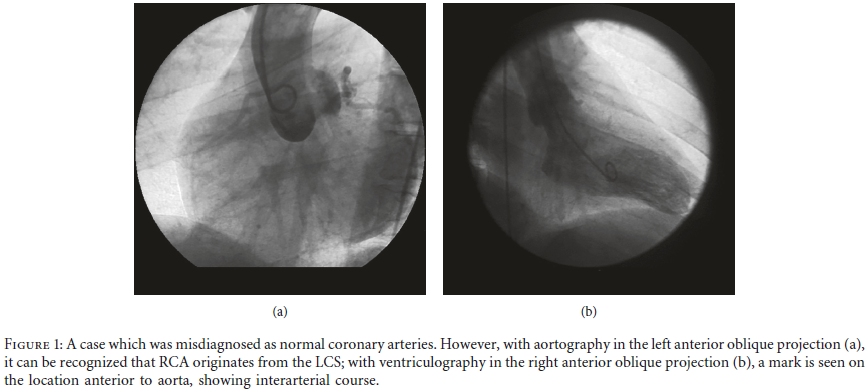 (a)
(b)
FIGURE 1: A case which was misdiagnosed as normal coronary arteries. However, with aortography in the left anterior oblique projection (a),
it can be recognized that RCA originates from the LCS; with ventriculography in the right anterior oblique projection (b), a mark is seen on
the location anterior to aorta, showing interarterial course.